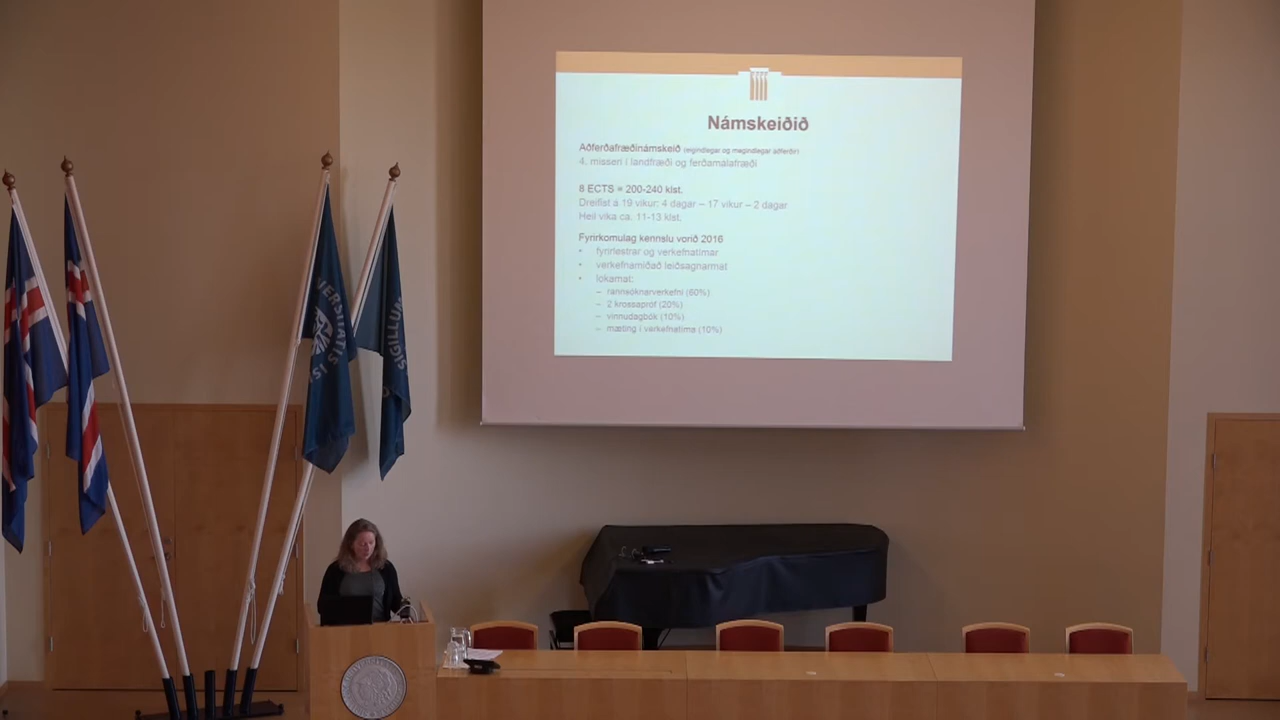 Námskeiðið
Aðferðafræðinámskeið (eigindlegar og megindlegar aðferðir)
4. misseri í landfræði og ferðamálafræði
8 ECTS = 200-240 klst.
Dreifist á 19 vikur: 4 dagar – 17 vikur – 2 dagar
Heil vika ca. 11-13 klst.
Fyrirkomulag kennslu vorið 2016
• fyrirlestrar og verkefnatímar
• verkefnamiðað leiðsagnarmat
• lokamat:
– rannsóknarverkefni (60%)
– 2 krossapróf (20%)
– vinnudagbók (10%)
– mæting í verkefnatíma (10%)
SIGILLUM